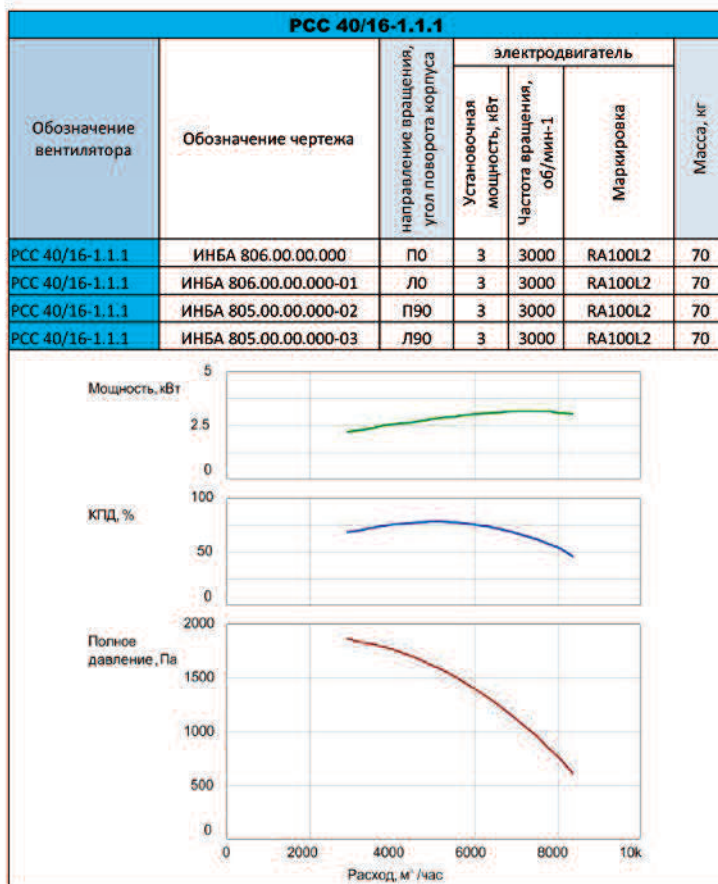 РСС 40/16-1.1.1
Обозначение вентилятора
Обозначение чертежа
направление вращения, угол поворота корпуса
электродвигатель
Установочная мощность, кВт
Частота вращения, об/мин-1
Маркировка
Масса, кг
РСС 40/16-1.1.1 ИНБА 806.00.00.000 П0 3 3000 RA100L2 70
РСС 40/16-1.1.1 ИНБА 806.00.00.000-01 Л0 3 3000 RA100L2 70
РСС 40/16-1.1.1 ИНБА 805.00.00.000-02 П90 3 3000 RA100L2 70
РСС 40/16-1.1.1 ИНБА 805.00.00.000-03 Л90 3 3000 RA100L2 70
Мощность, кВт
5
2.5
0
КПД, %
100
50
0
Полное давление, Па
2000
1500
1000
500
0
0 2000 4000 6000 8000 10k
Расход, м³/час